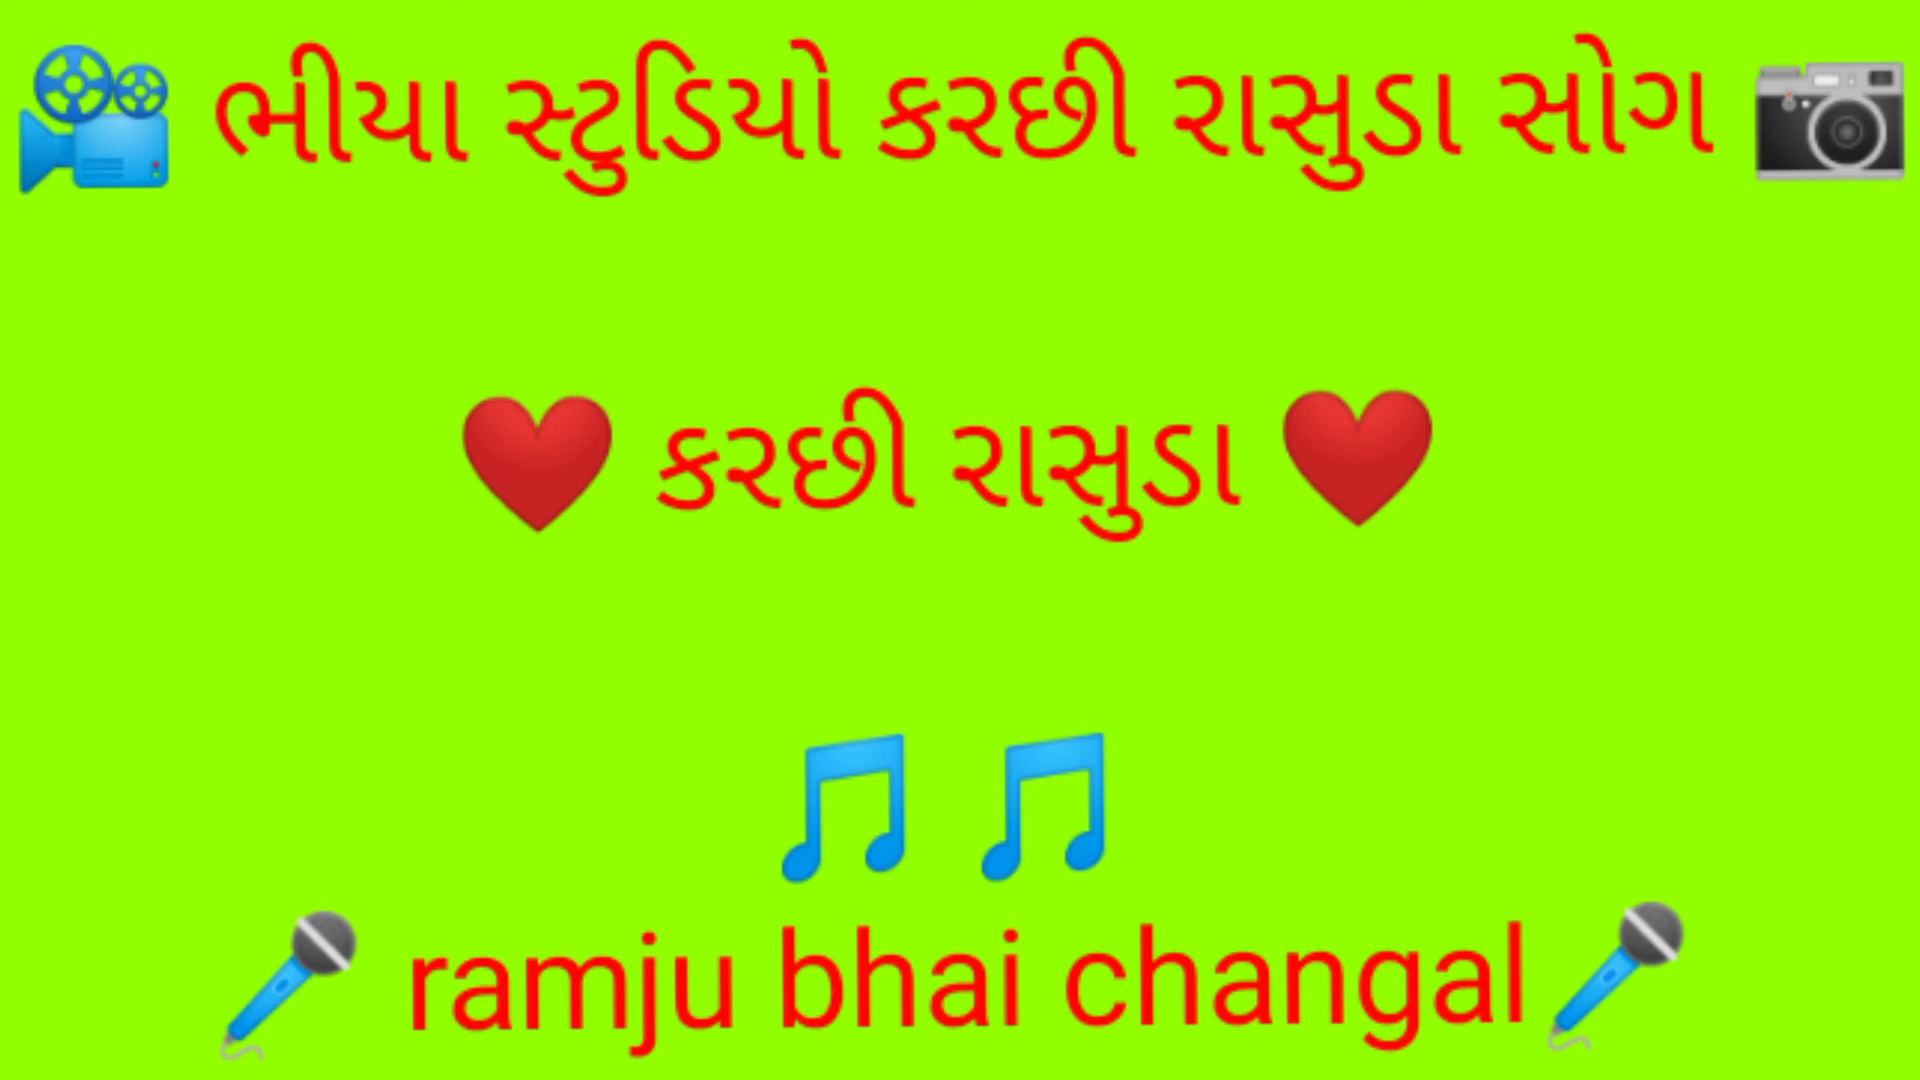 🎥 ભીયા સ્ટુડિયો કરછી રાસુડા સોગ 📷
❤️ કરછી રાસુડા ❤️
🎵 🎵
🎤 ramju bhai changal🎤